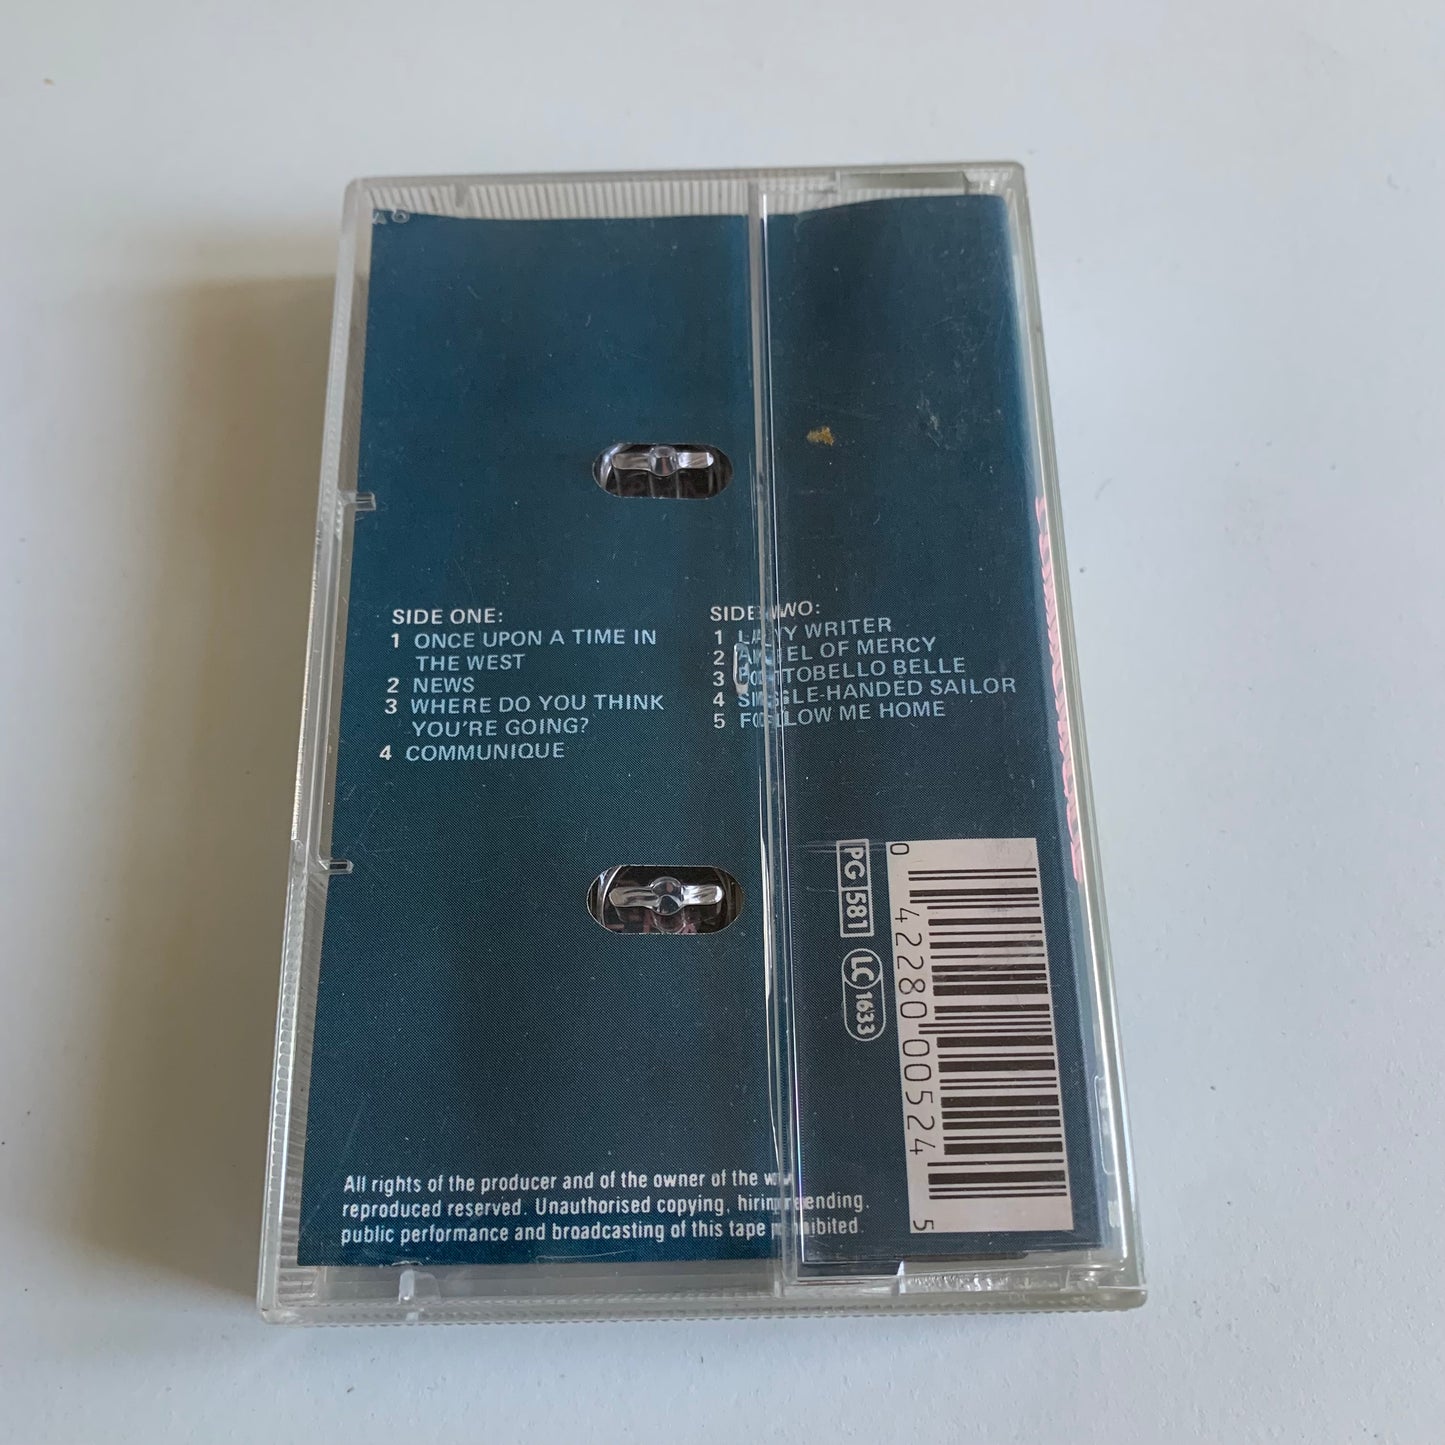 SIDE ONE:
1 ONCE UPON A TIME IN
THE WEST
2 NEWS
3 WHERE DO YOU THINK
YOU'RE GOING?
4 COMMUNIQUE
SIDE TWO:
1 LADY WRITER
2 ANGEL OF MERCY
3 PORTOBELLO BELLE
4 SINGLE-HANDED SAILOR
5 FOLLOW ME HOME
PG 581
LC 1633
0 42280 00524 5
All rights of the producer and of the owner of the
reproduced reserved. Unauthorised copying, hiring, lending,
public performance and broadcasting of this tape prohibited.